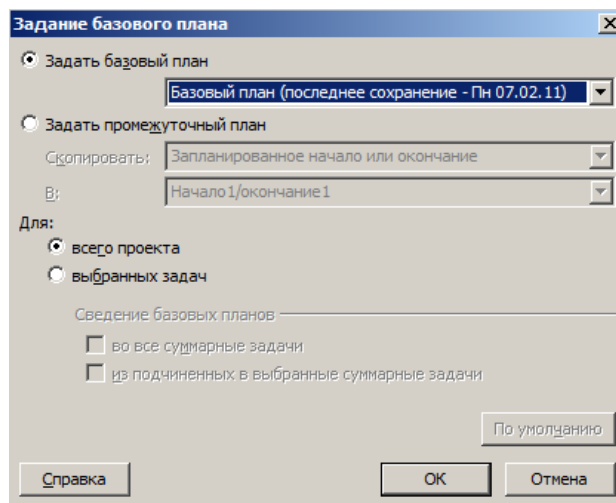 Задание базового плана
Задать базовый план
Базовый план (последнее сохранение - Пн 07.02.11)
Задать промежуточный план
Скопировать: Запланированное начало или окончание
В: Начало1/окончание1
Для:
всего проекта
выбранных задач
Сведение базовых планов
во все суммарные задачи
из подчиненных в выбранные суммарные задачи
По умолчанию
Справка ОК Отмена